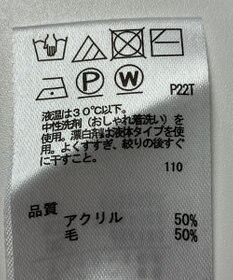 P W P22T
液温は30℃以下。
中性洗剤(おしゃれ着洗い)を
使用。漂白剤は液体タイプを使
用。よくすすぎ、絞りの後すぐ
に干すこと。
110
品質
アクリル 50%
毛 50%